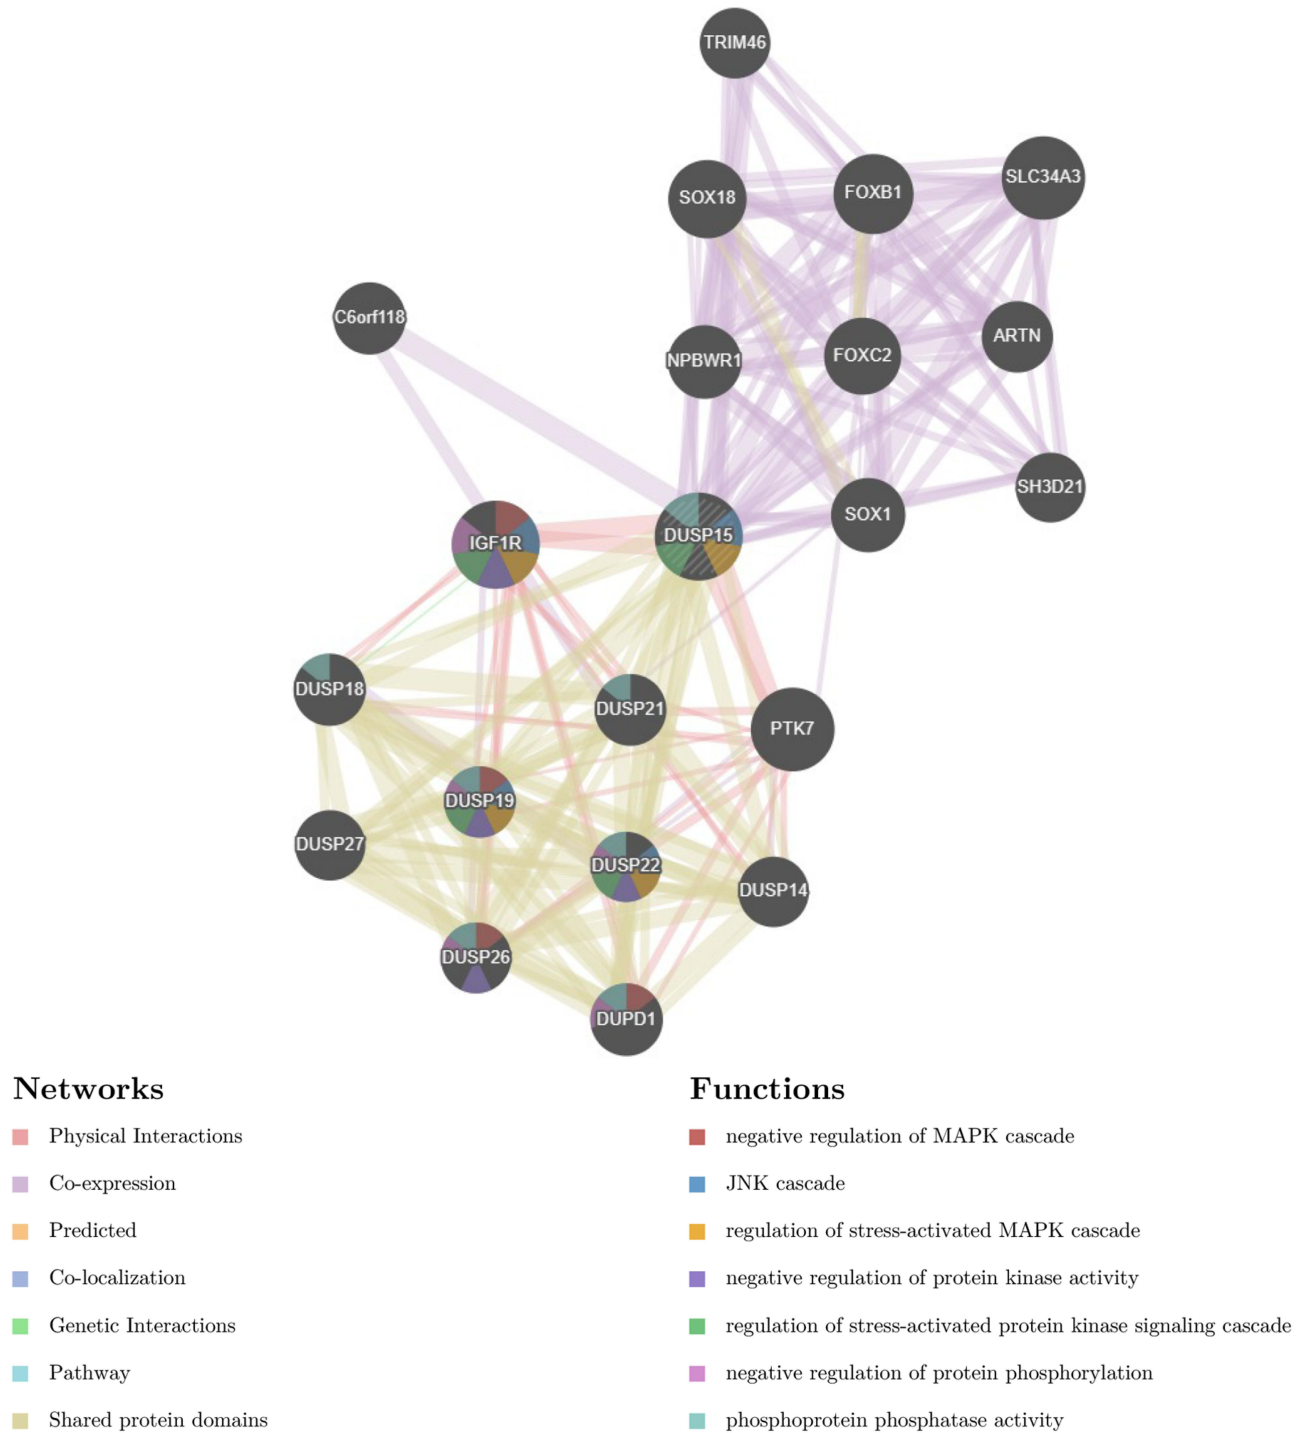 TRIM46
SLC34A3
FOXB1
SOX18
C6orf118
ARTN
FOXC2
NPBWR1
SH3D21
SOX1
DUSP15
IGF1R
DUSP18
DUSP21
PTK7
DUSP19
DUSP27
DUSP22
DUSP14
DUSP26
DUPD1
Networks
Physical Interactions
Co-expression
Predicted
Co-localization
Genetic Interactions
Pathway
Shared protein domains
Functions
negative regulation of MAPK cascade
JNK cascade
regulation of stress-activated MAPK cascade
negative regulation of protein kinase activity
regulation of stress-activated protein kinase signaling cascade
negative regulation of protein phosphorylation
phosphoprotein phosphatase activity